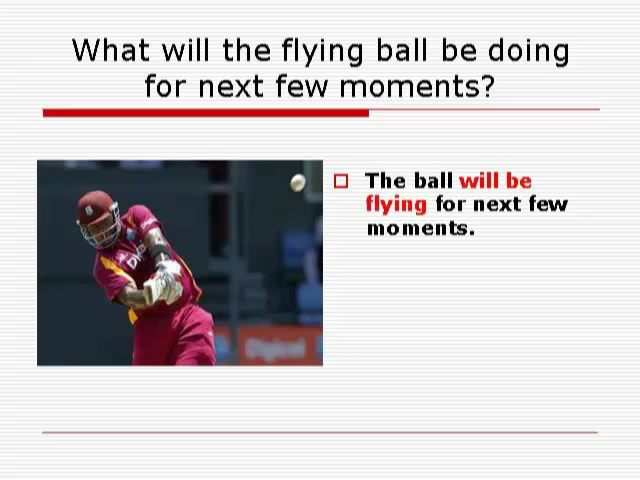 What will the flying ball be doing
for next few moments?
The ball will be
flying for next few
moments.
Digicel